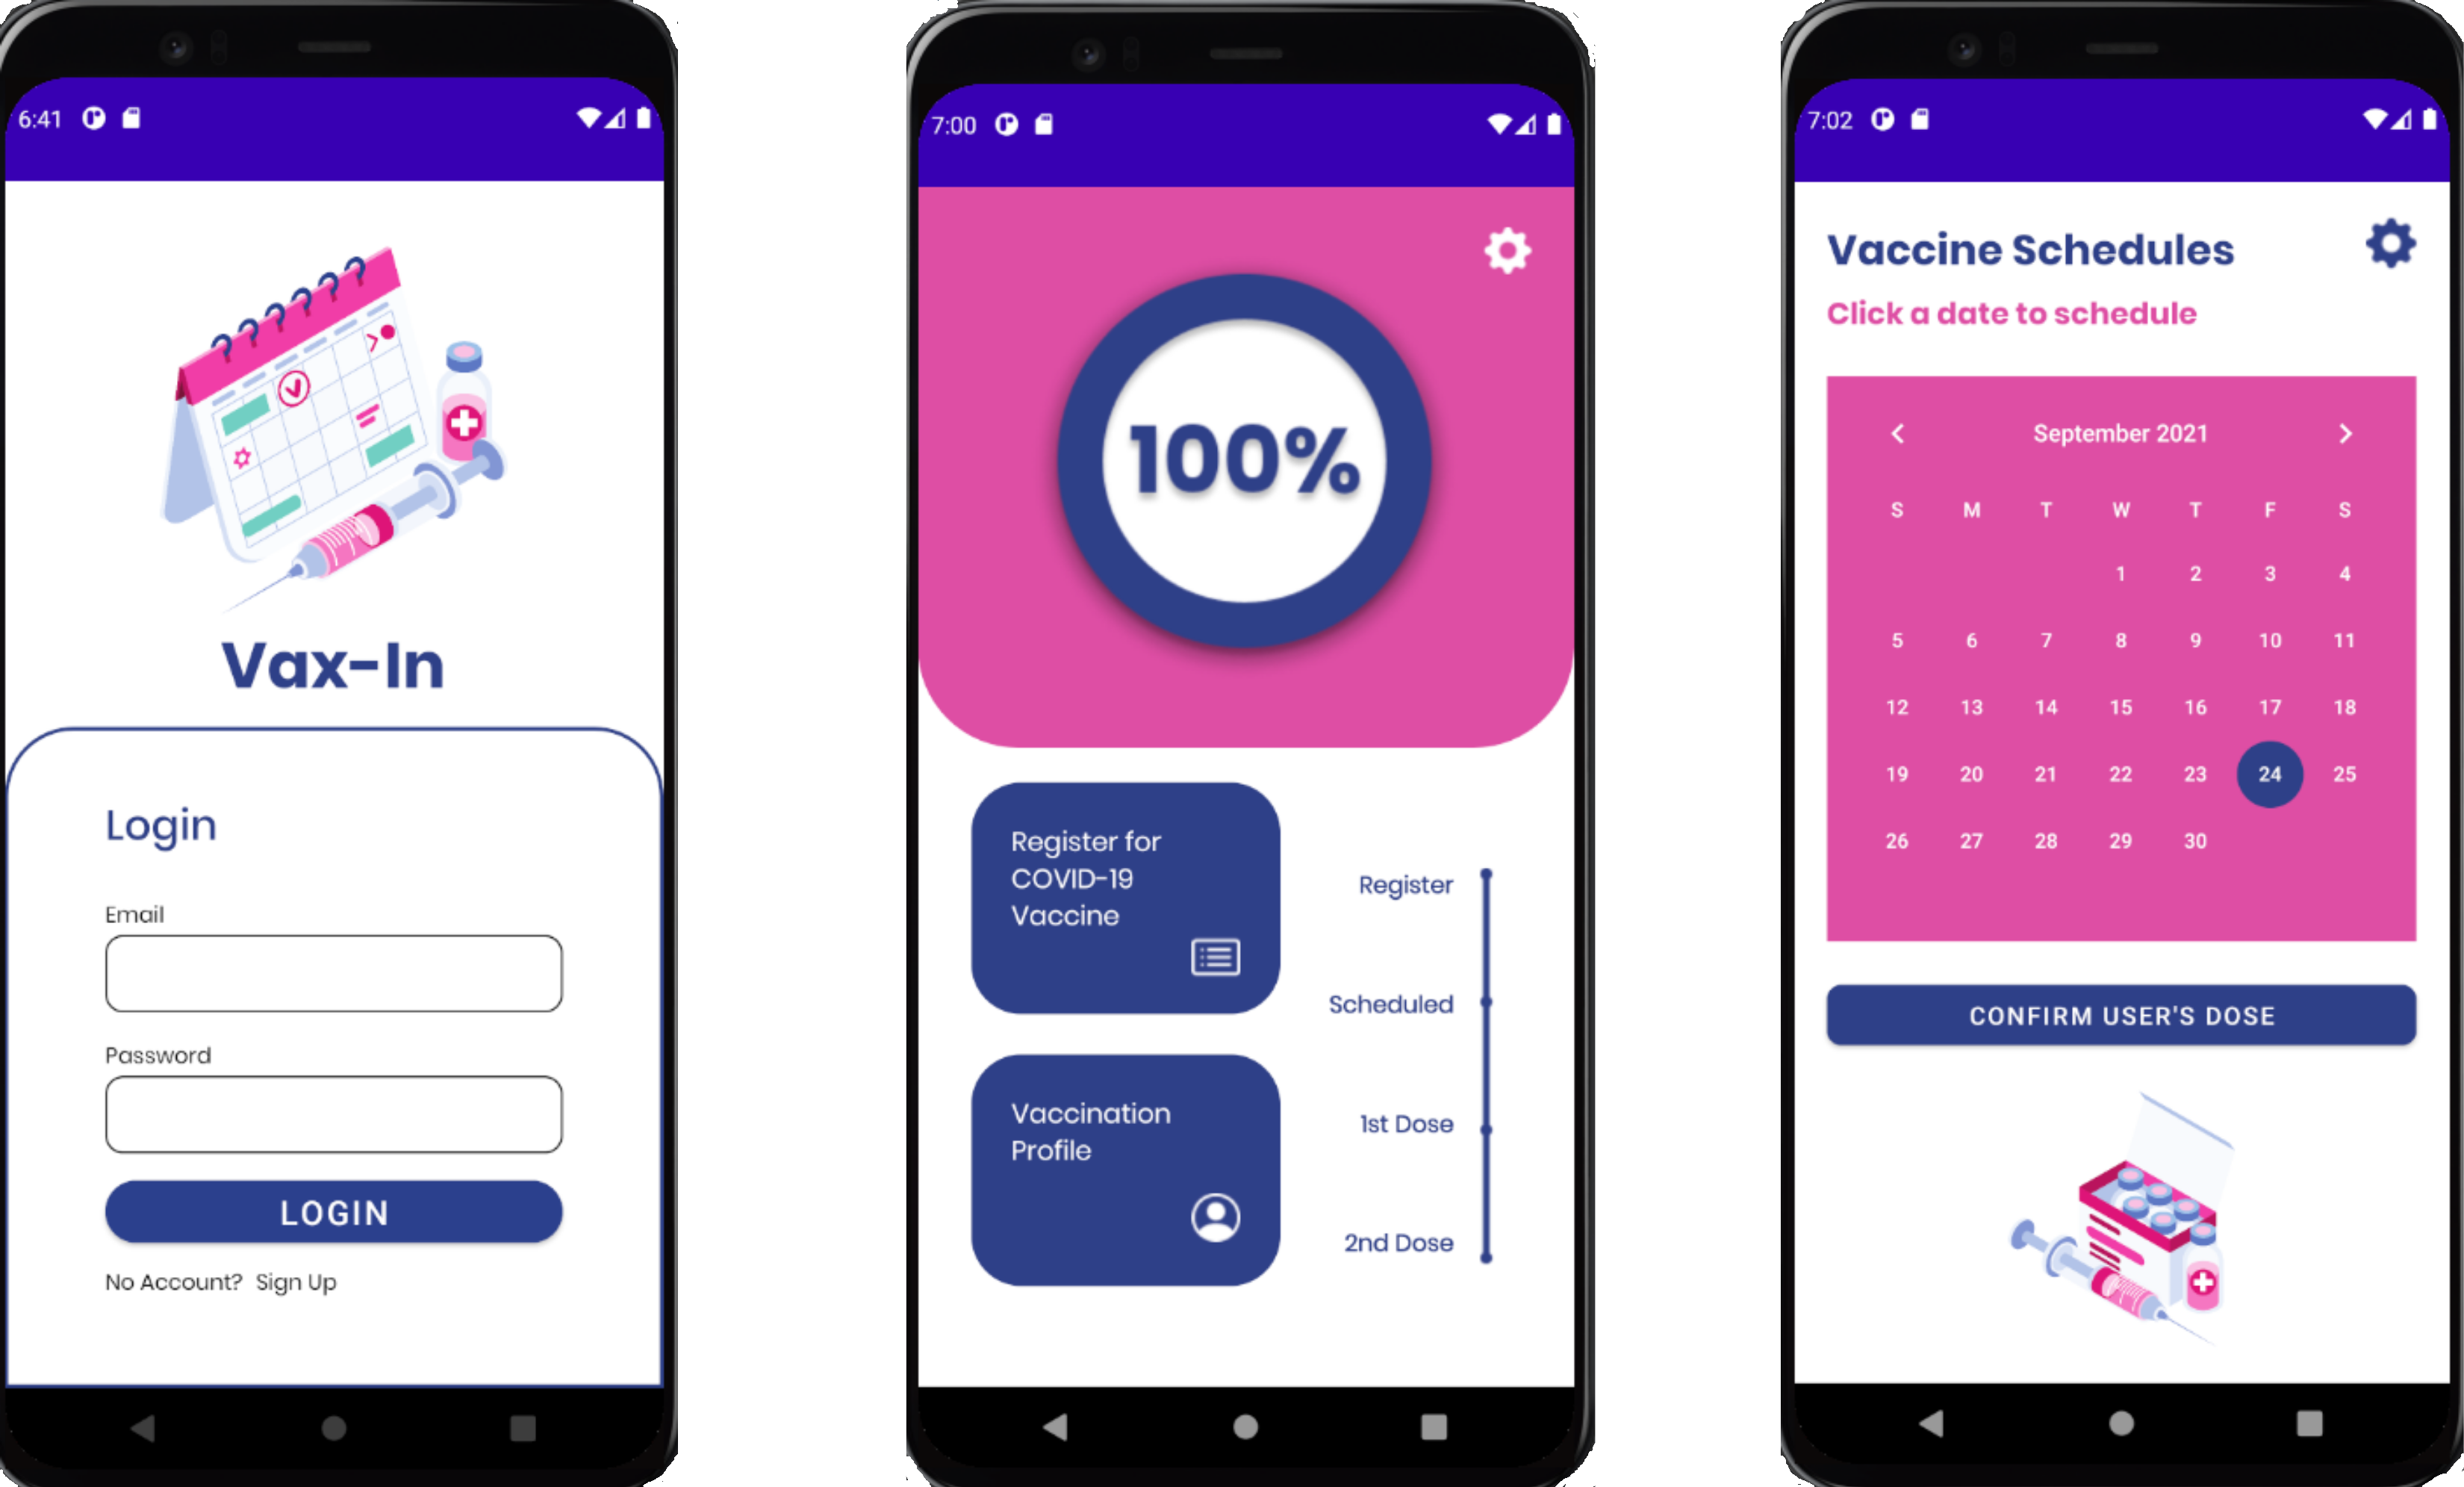 6:41
Vax-In
Login
Email
Password
LOGIN
No Account? Sign Up
7:00
100%
Register for
COVID-19
Vaccine
Vaccination
Profile
Register
Scheduled
1st Dose
2nd Dose
7:02
Vaccine Schedules
Click a date to schedule
September 2021
S M T W T F S
1 2 3 4
5 6 7 8 9 10 11
12 13 14 15 16 17 18
19 20 21 22 23 24 25
26 27 28 29 30
CONFIRM USER'S DOSE